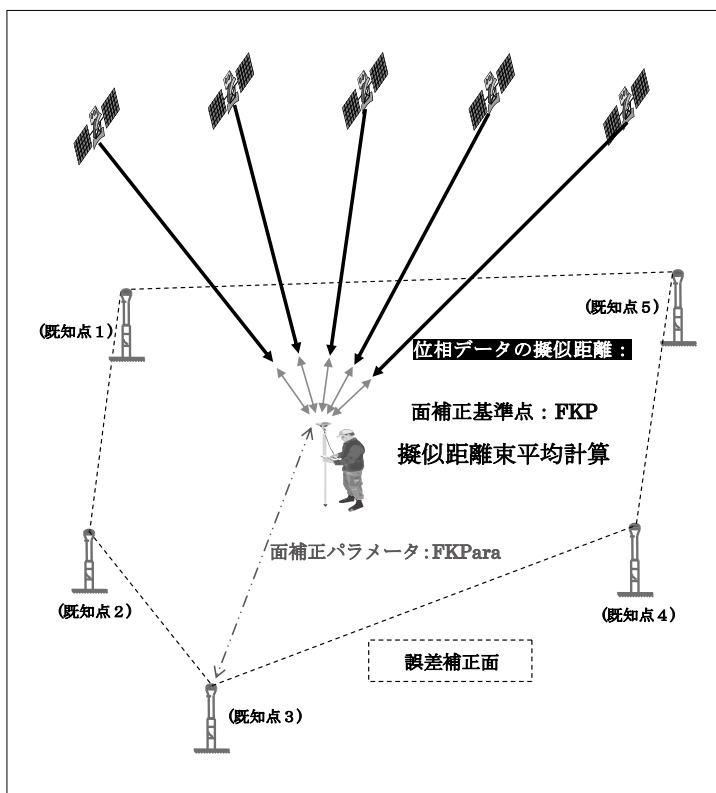 (既知点１)
(既知点５)
位相データの擬似距離：
面補正基準点：FKP
擬似距離束平均計算
面補正パラメータ：FKPara
(既知点２)
(既知点４)
誤差補正面
(既知点３)